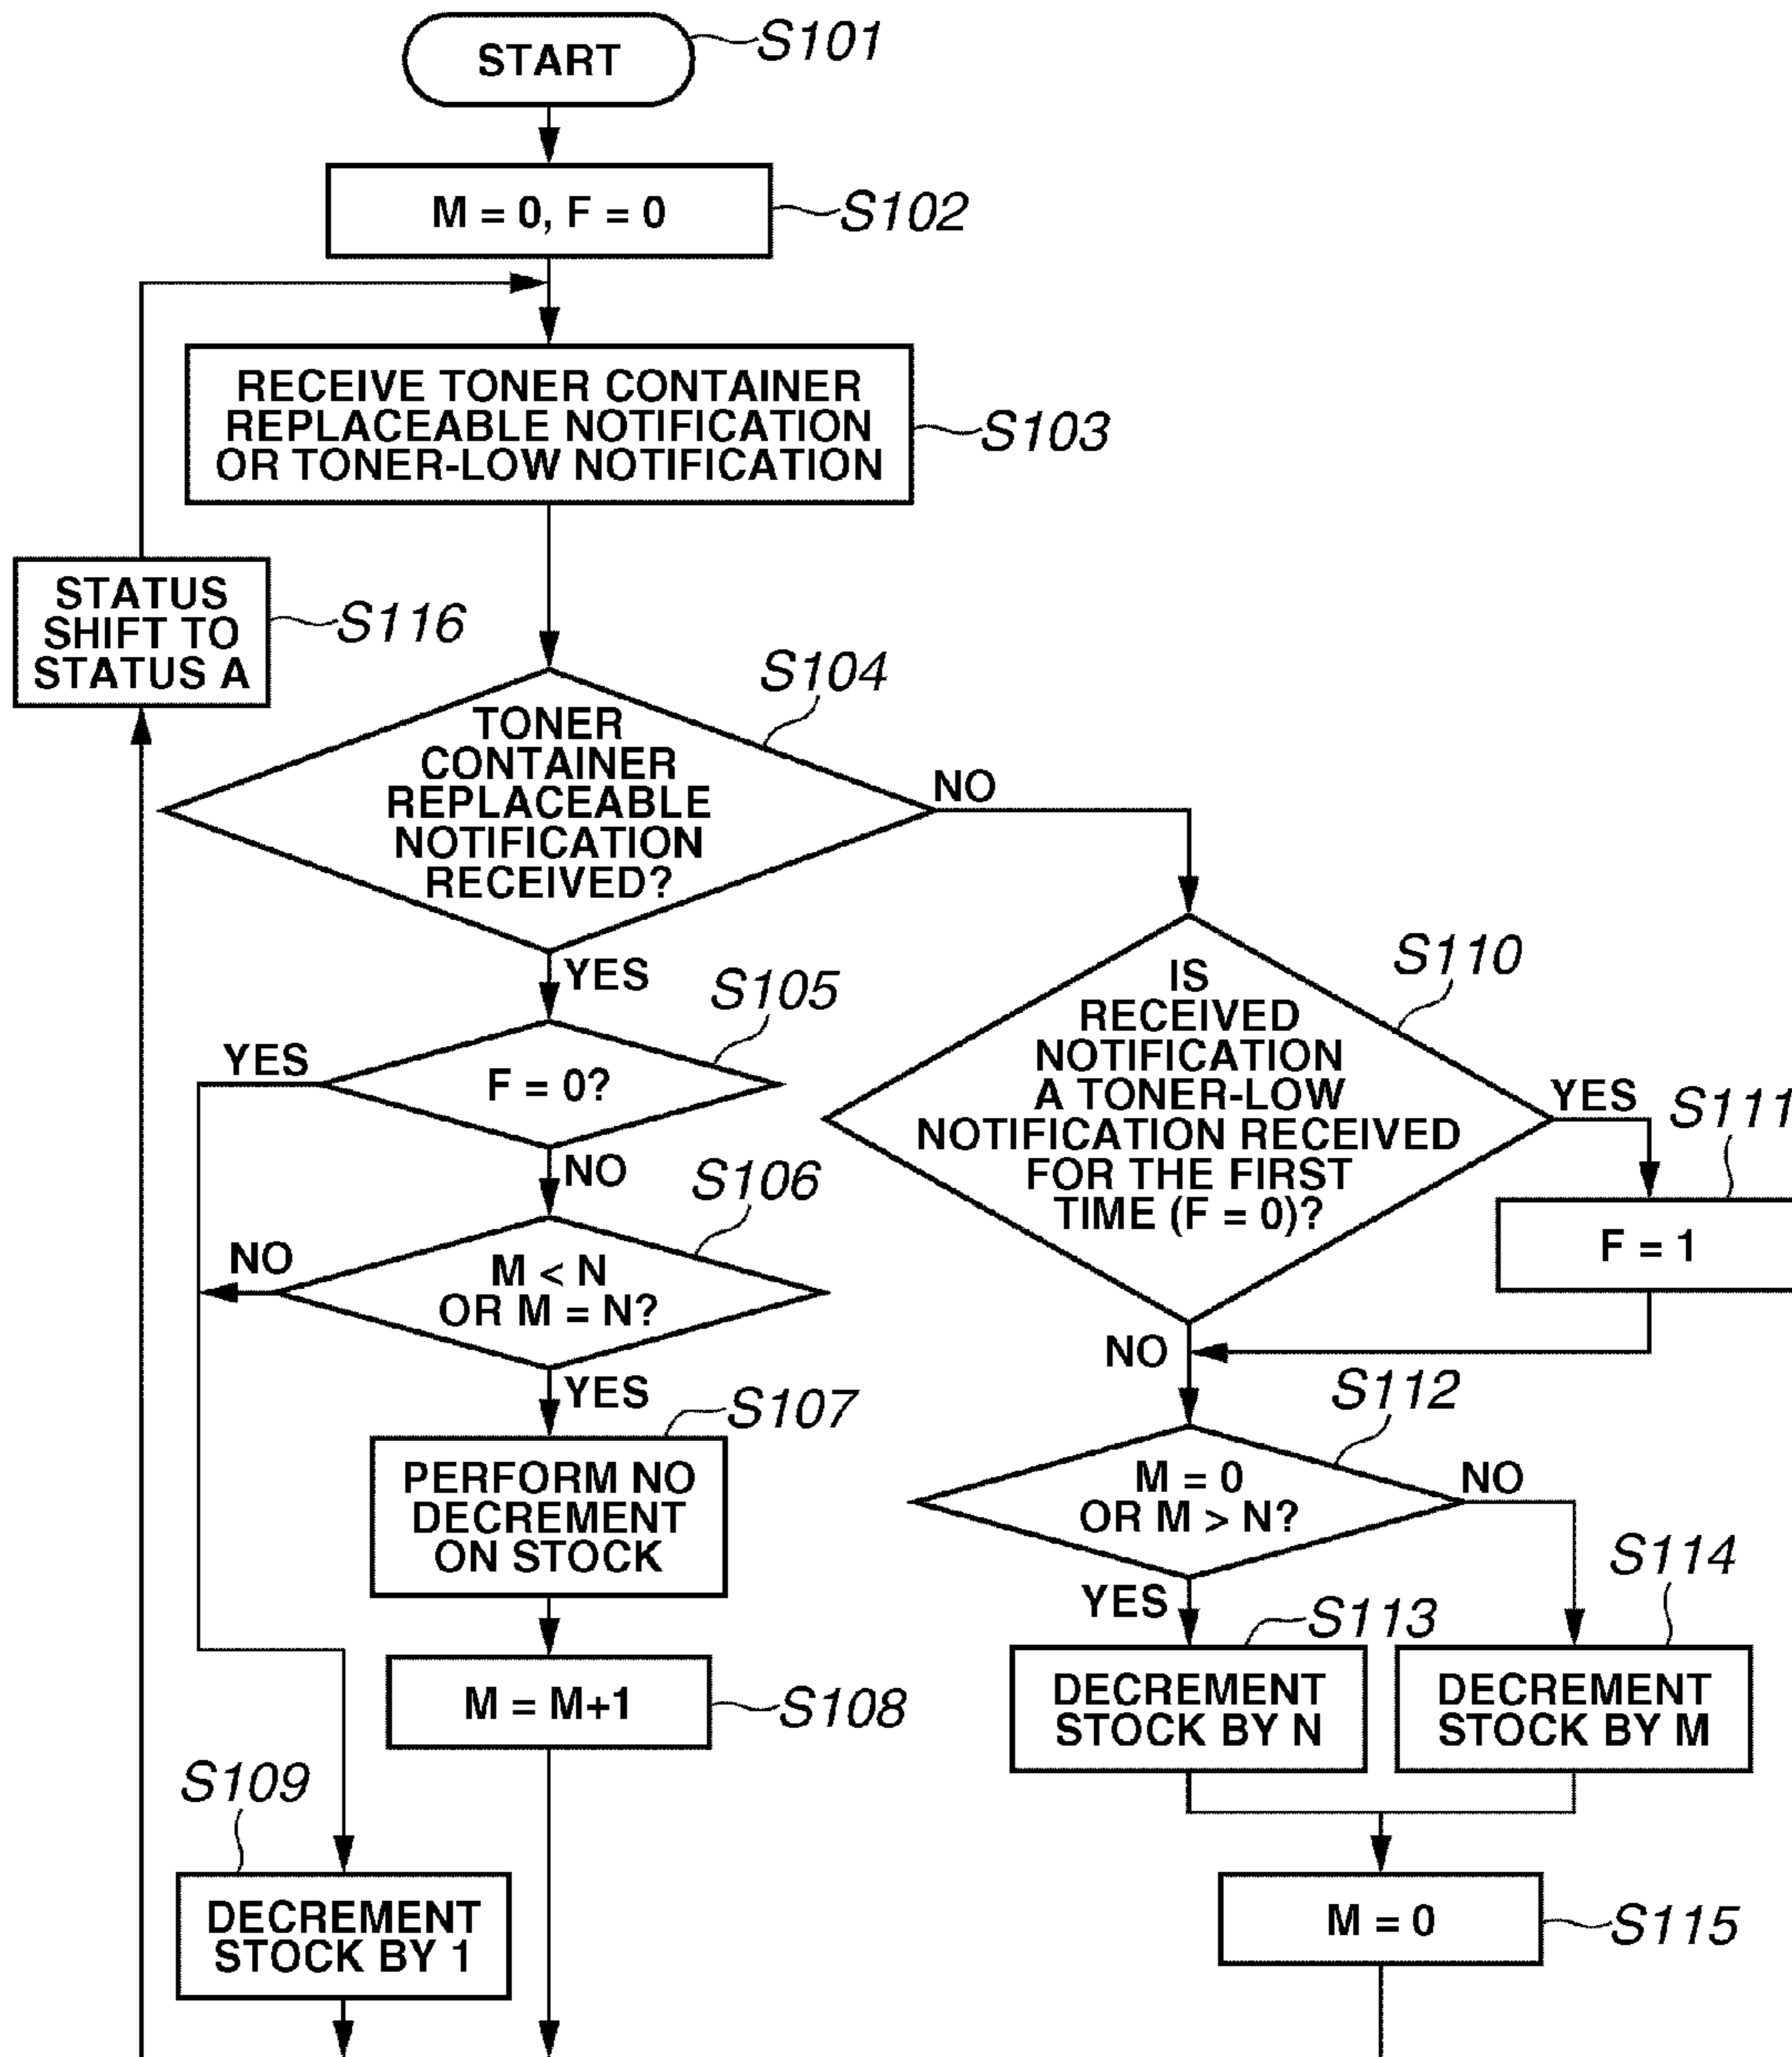 START
S101
M = 0, F = 0
S102
RECEIVE TONER CONTAINER
REPLACEABLE NOTIFICATION
OR TONER-LOW NOTIFICATION
S103
STATUS
SHIFT TO
STATUS A
S116
S104
TONER
CONTAINER
REPLACEABLE
NOTIFICATION
RECEIVED?
NO
YES
S105
F = 0?
YES
NO
S106
M < N
OR M = N?
NO
YES
S107
PERFORM NO
DECREMENT
ON STOCK
M = M+1
S108
S109
DECREMENT
STOCK BY 1
S110
IS
RECEIVED
NOTIFICATION
A TONER-LOW
NOTIFICATION RECEIVED
FOR THE FIRST
TIME (F = 0)?
YES
S111
F = 1
NO
S112
M = 0
OR M > N?
NO
YES
S113
DECREMENT
STOCK BY N
S114
DECREMENT
STOCK BY M
M = 0
S115